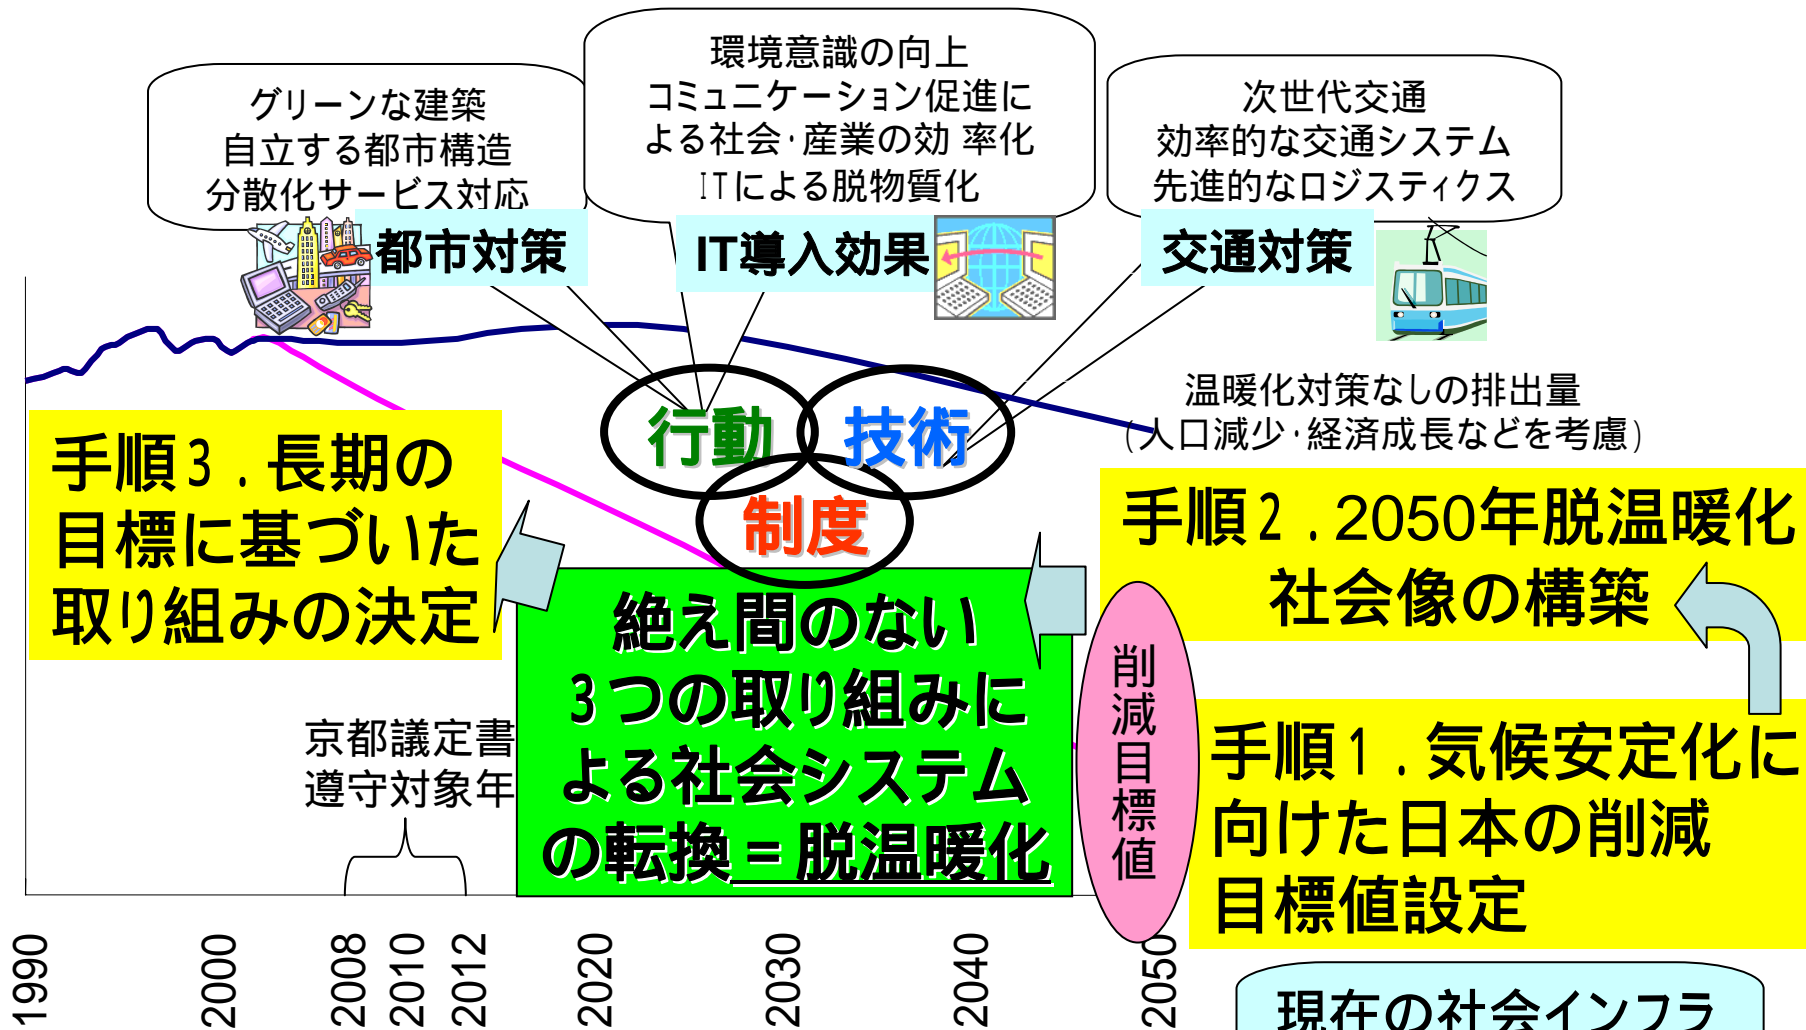 グリーンな建築
自立する都市構造
分散化サービス対応
環境意識の向上
コミュニケーション促進に
よる社会・産業の効 率化
ITによる脱物質化
次世代交通
効率的な交通システム
先進的なロジスティクス
都市対策
IT導入効果
交通対策
温暖化対策なしの排出量
(人口減少・経済成長などを考慮)
行動
技術
制度
手順3．長期の
目標に基づいた
取り組みの決定
手順2．2050年脱温暖化
社会像の構築
絶え間のない
3つの取り組みに
よる社会システム
の転換=脱温暖化
削減目標値
手順1．気候安定化に
向けた日本の削減
目標値設定
京都議定書
遵守対象年
1990
2000
2008
2010
2012
2020
2030
2040
2050
現在の社会インフラ